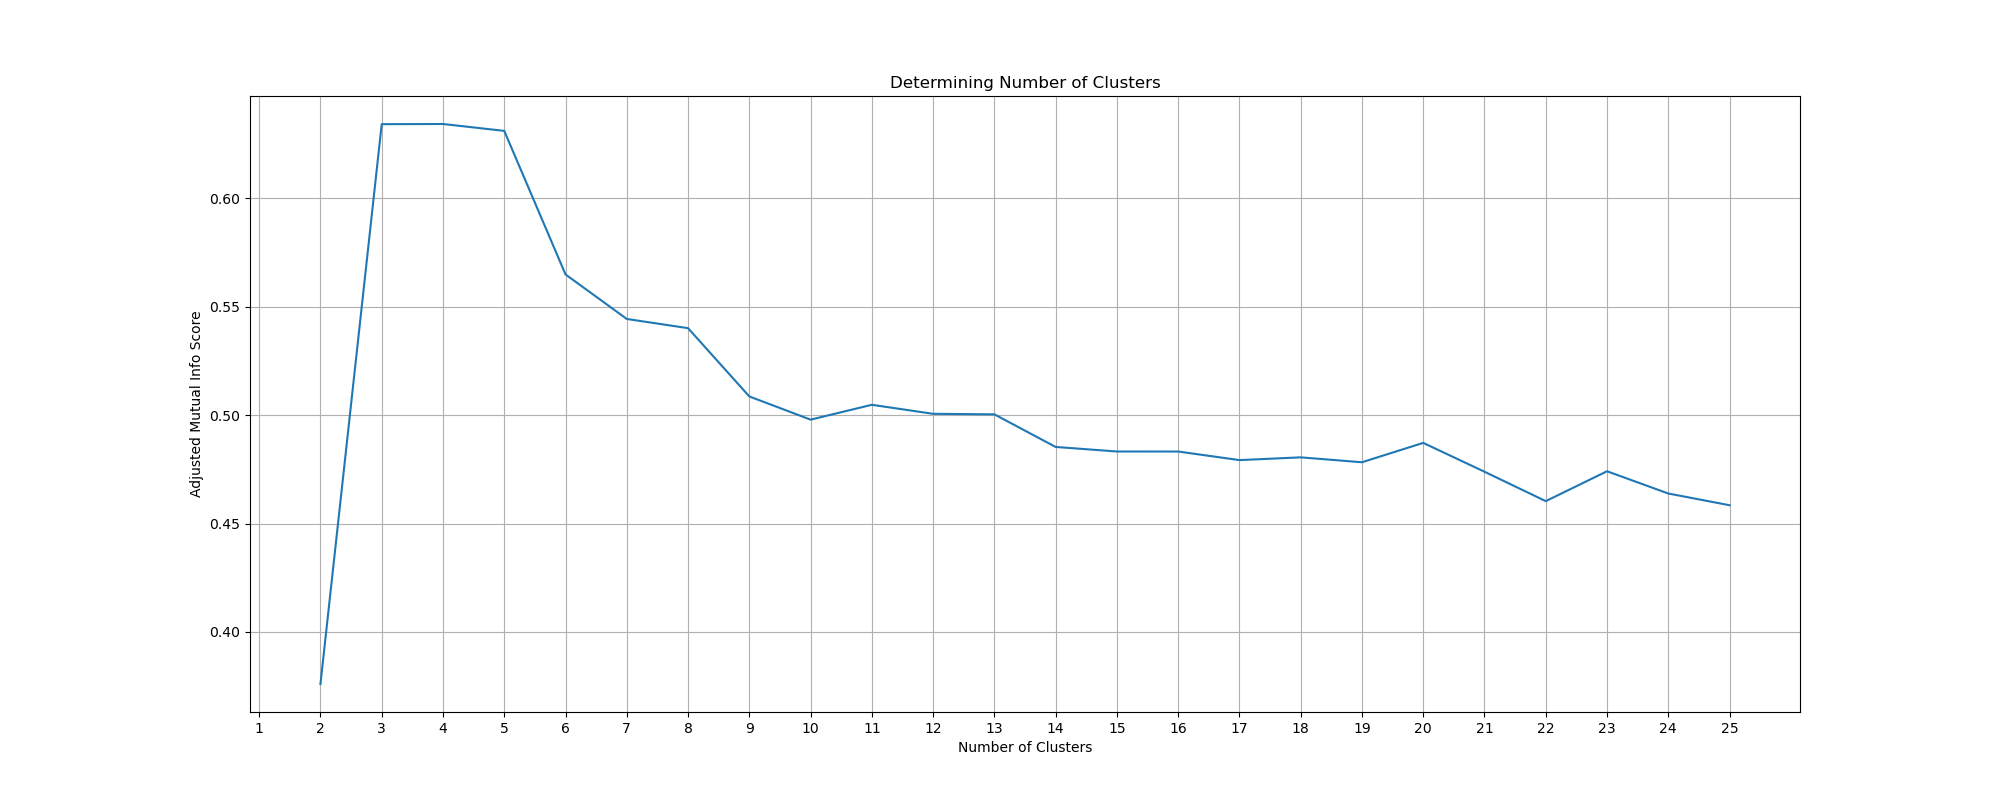 Determining Number of Clusters
Adjusted Mutual Info Score
0.60
0.55
0.50
0.45
0.40
1 2 3 4 5 6 7 8 9 10 11 12 13 14 15 16 17 18 19 20 21 22 23 24 25
Number of Clusters